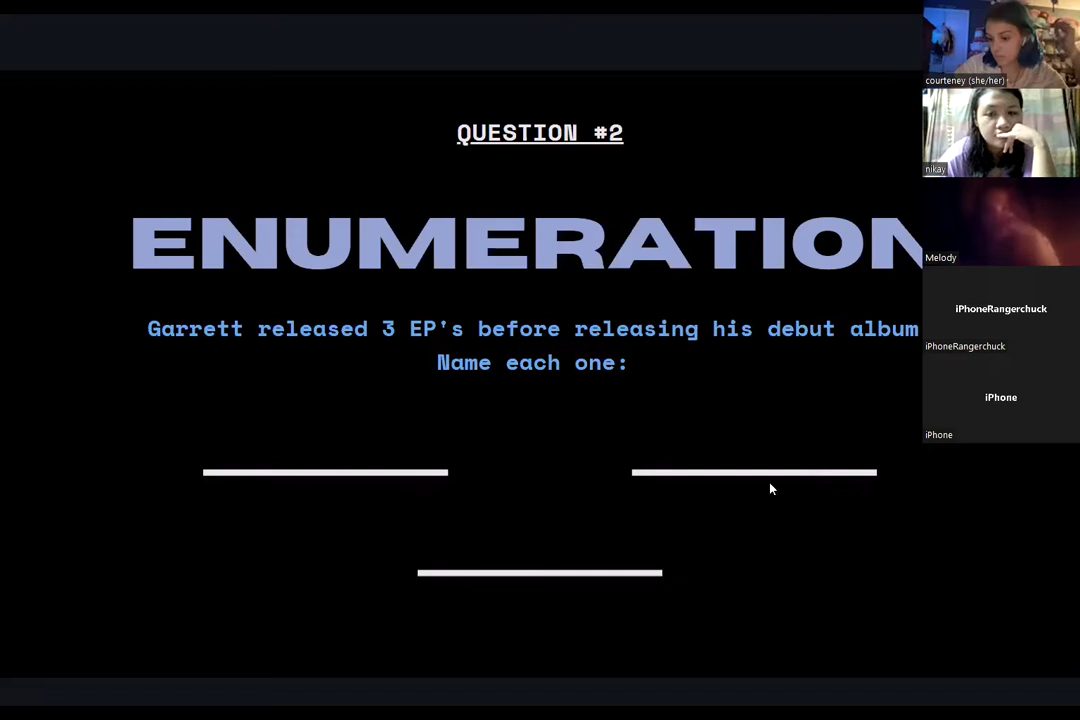 QUESTION #2
ENUMERATION
Garrett released 3 EP's before releasing his debut album
Name each one:
courteney (she/her)
nikay
Melody
iPhoneRangerchuck
iPhoneRangerchuck
iPhone
iPhone